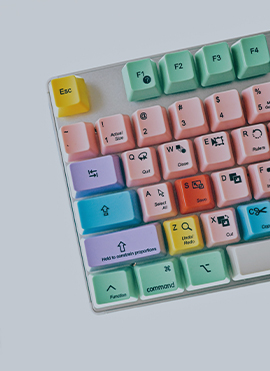 Esc F1 ? F2 F3 F4
~ ` ! 1 Actual Size @ 2 # 3 $ 4 % 5
Q Quit W Close E R Rulers
A Select All S Save D F
Held to constrain proportions Z Undo/ Redo X Cut C
Function command